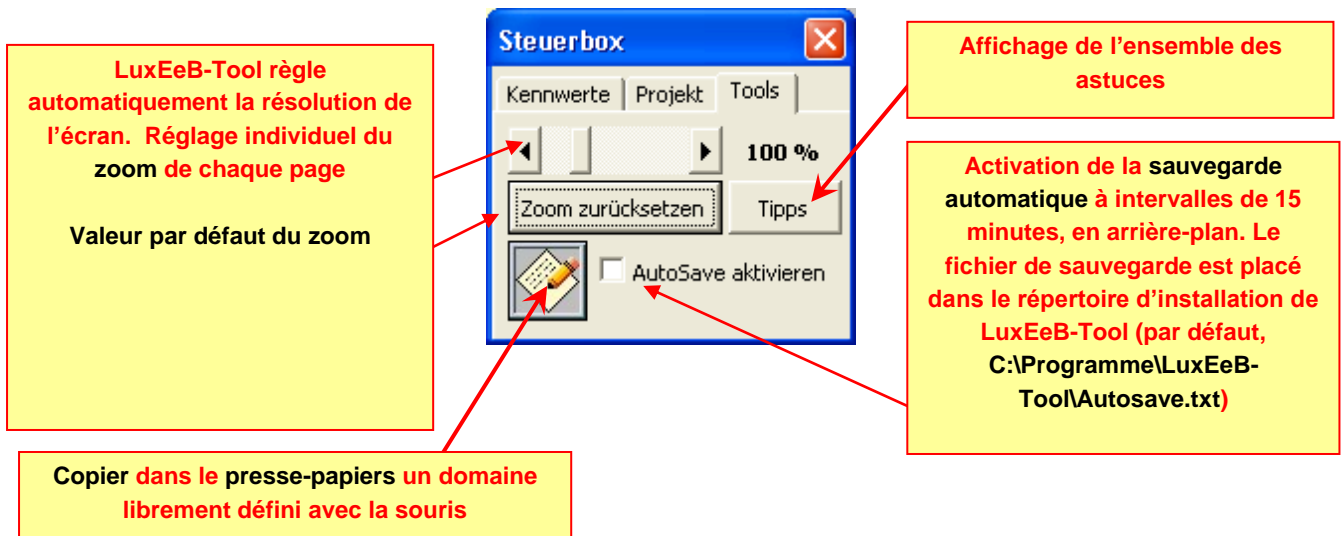 LuxEeB-Tool règle
automatiquement la résolution de
l’écran. Réglage individuel du
zoom de chaque page
Valeur par défaut du zoom
Steuerbox
Kennwerte
Projekt
Tools
100 %
Zoom zurücksetzen
Tipps
AutoSave aktivieren
Affichage de l’ensemble des
astuces
Activation de la sauvegarde
automatique à intervalles de 15
minutes, en arrière-plan. Le
fichier de sauvegarde est placé
dans le répertoire d’installation de
LuxEeB-Tool (par défaut,
C:\Programme\LuxEeB-
Tool\Autosave.txt)
Copier dans le presse-papiers un domaine
librement défini avec la souris